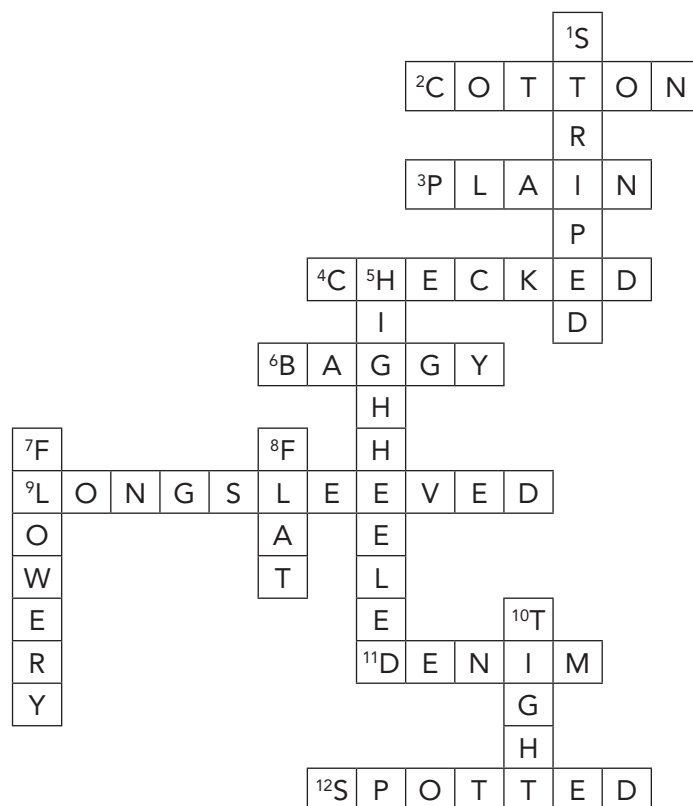 1S
2C O T T O N
R
3P L A I N
P
4C 5H E C K E D
I D
6B A G G Y
H
7F 8F H
9L O N G S L E E V E D
O A E
W T L
E E 10T
R 11D E N I M
Y G
H
12S P O T T E D